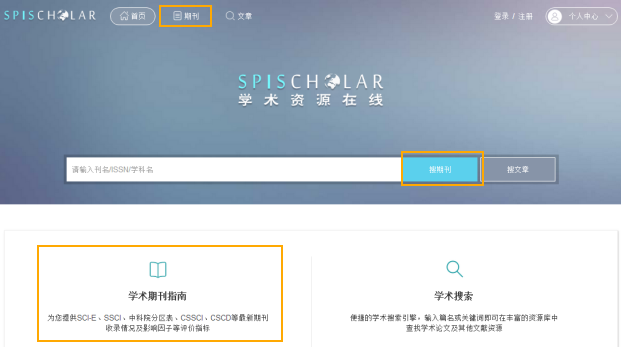 SPISCHOLAR 首页 期刊 文章 登录 / 注册 个人中心
SPISCHOLAR
学术资源在线
请输入刊名/ISSN/学科名 搜期刊 搜文章
学术期刊指南
为您提供SCI-E、SSCI、中科院分区表、CSSCI、CSCD等最新期刊
收录情况及影响因子等评价指标
学术搜索
便捷的学术搜索引擎，输入篇名或关键词即可在丰富的资源库中
查找学术论文及其他文献资源